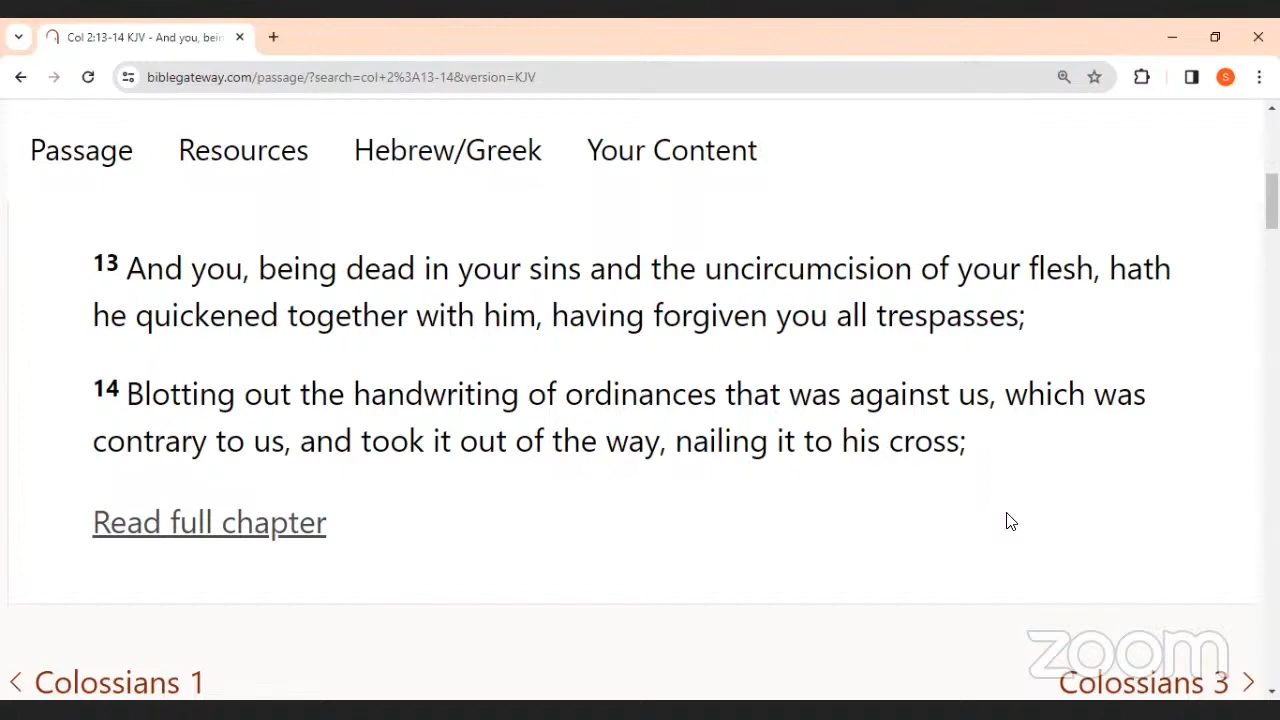 Col 2:13-14 KJV - And you, bein
biblegateway.com/passage/?search=col+2%3A13-14&version=KJV
S
Passage Resources Hebrew/Greek Your Content
13 And you, being dead in your sins and the uncircumcision of your flesh, hath
he quickened together with him, having forgiven you all trespasses;
14 Blotting out the handwriting of ordinances that was against us, which was
contrary to us, and took it out of the way, nailing it to his cross;
Read full chapter
zoom
Colossians 1
Colossians 3